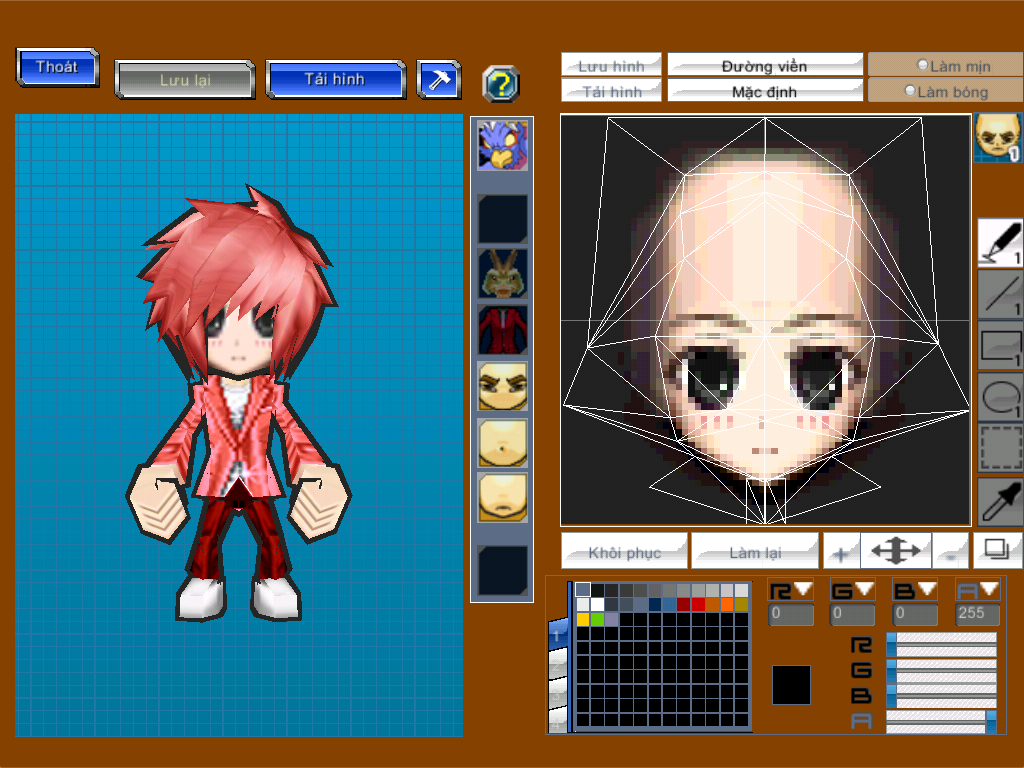 Thoát
Lưu lại
Tải hình
?
Lưu hình
Đường viền
Làm mịn
Tải hình
Mặc định
Làm bóng
1
1
1
1
1
Khôi phục
Làm lại
+
-
R G B A
0 0 0 255
1
R
G
B
A